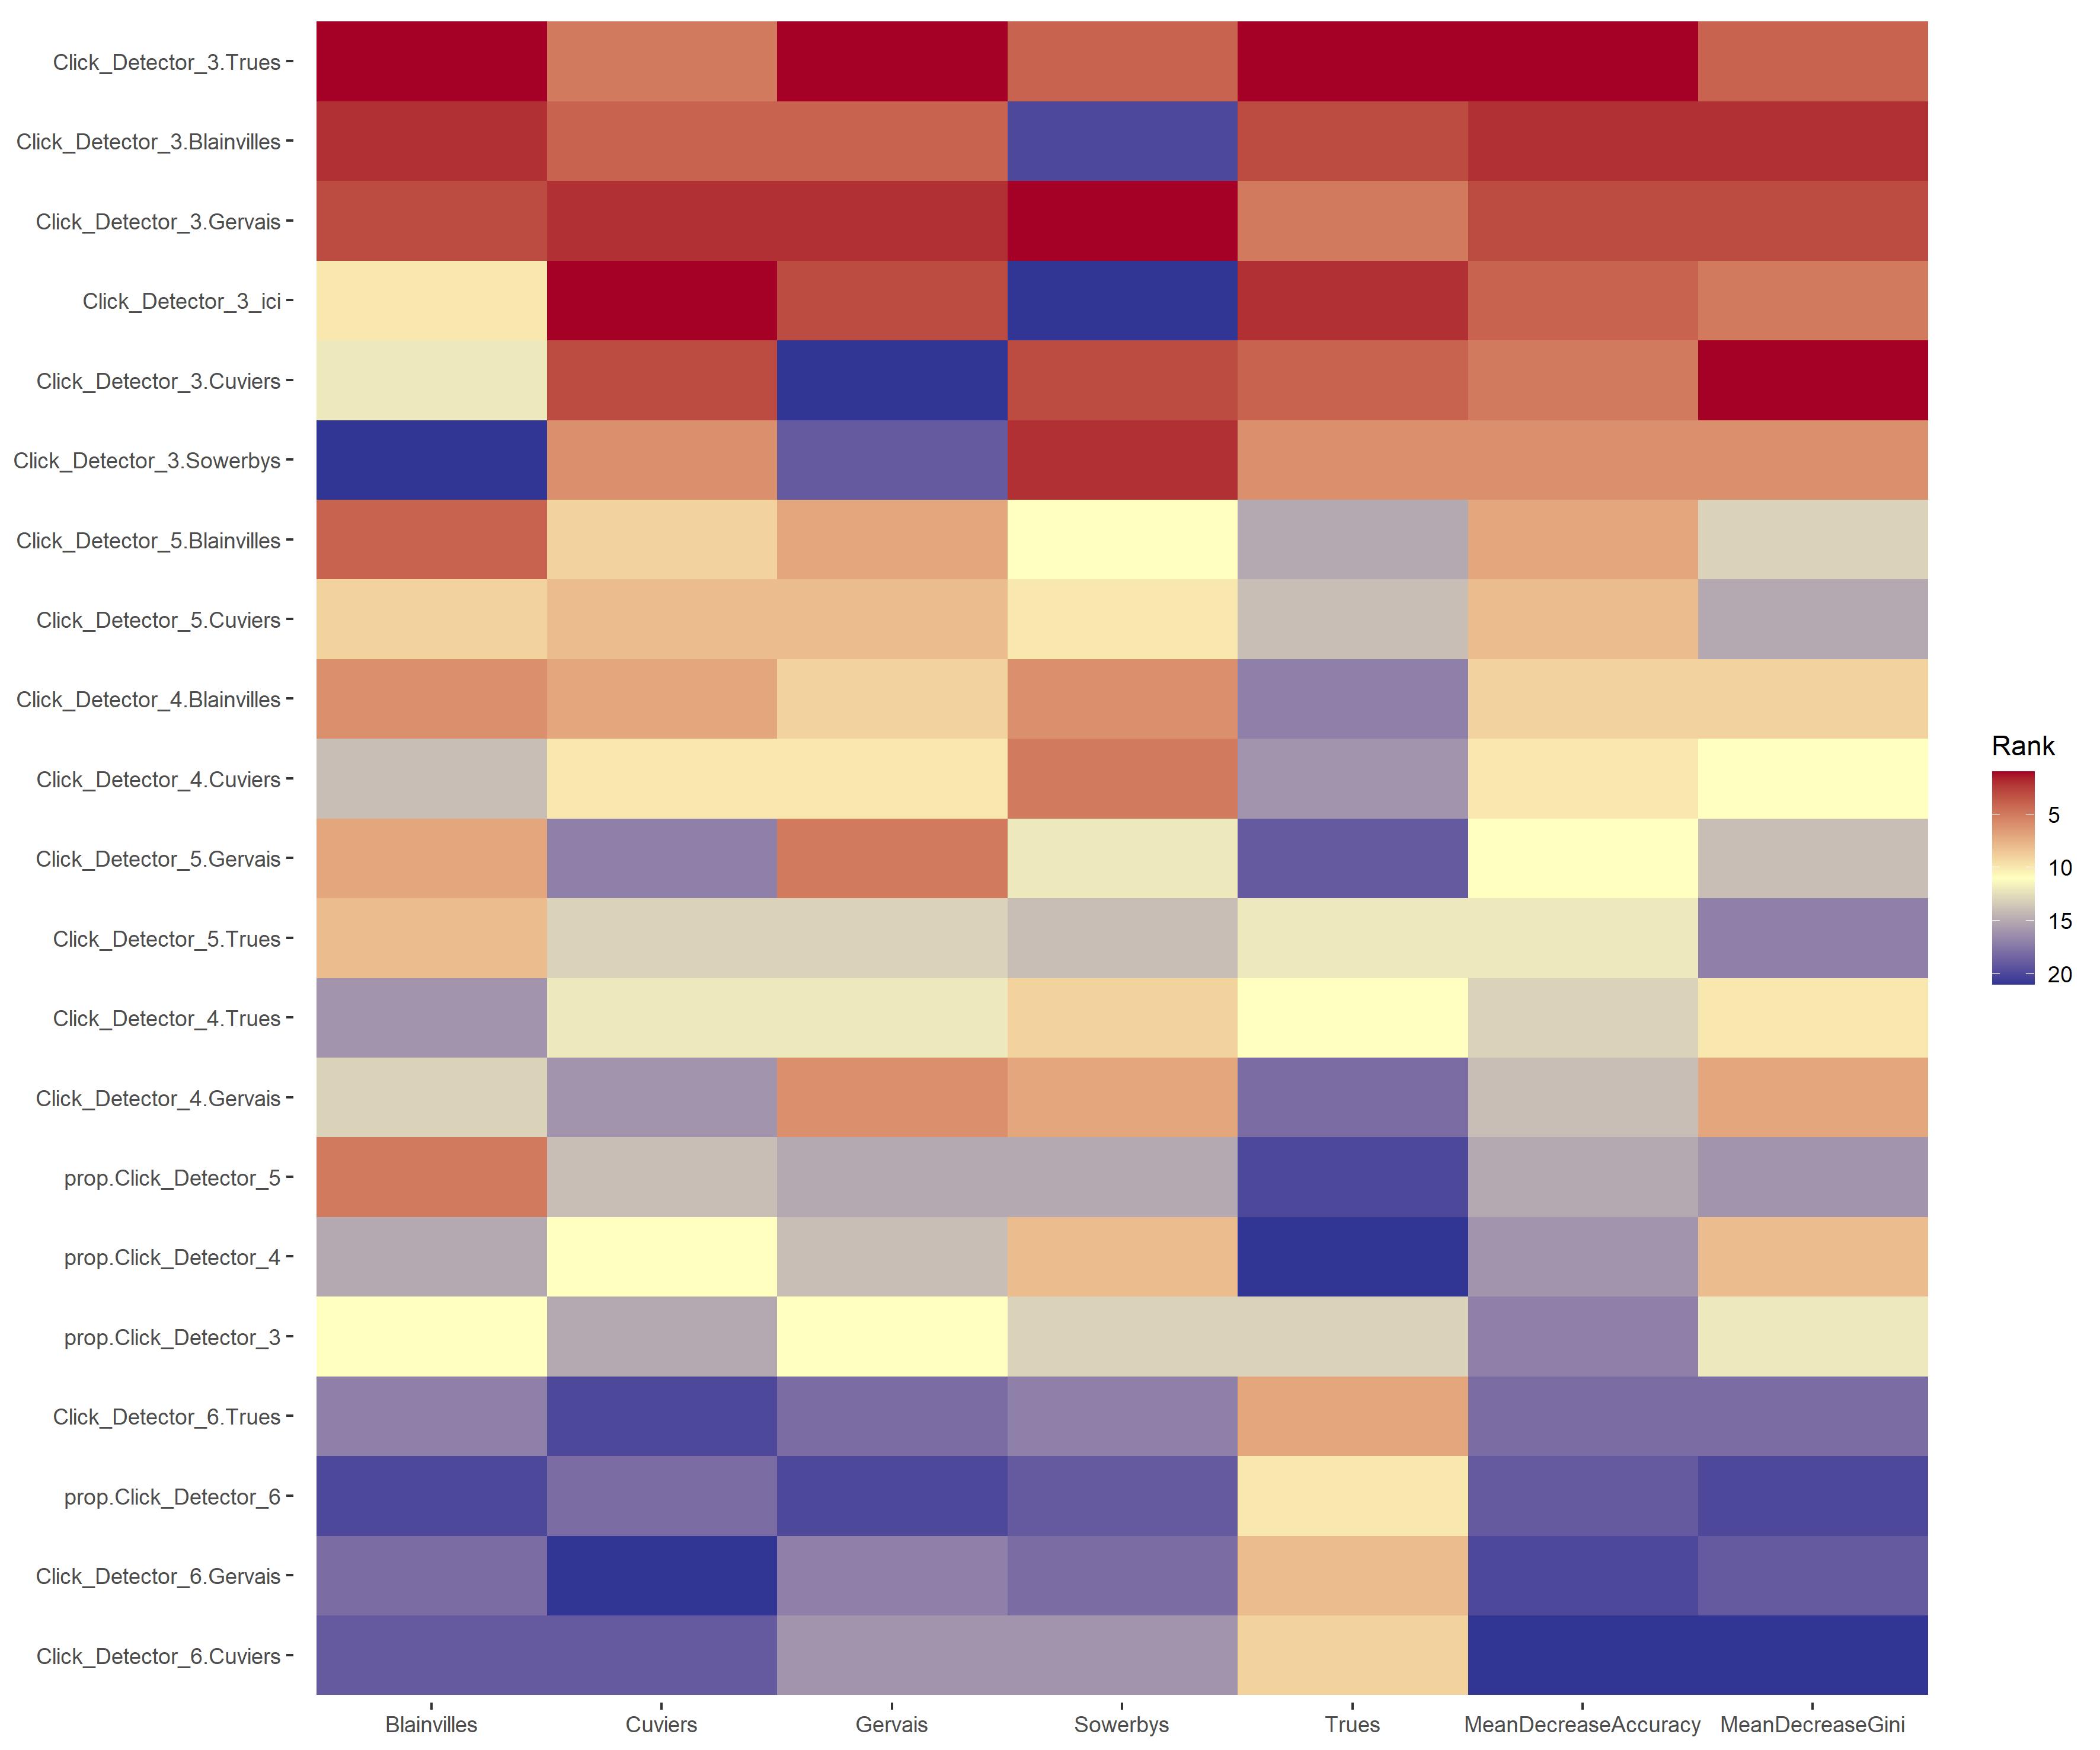 Click_Detector_3.Trues
Click_Detector_3.Blainvilles
Click_Detector_3.Gervais
Click_Detector_3_ici
Click_Detector_3.Cuviers
Click_Detector_3.Sowerbys
Click_Detector_5.Blainvilles
Click_Detector_5.Cuviers
Click_Detector_4.Blainvilles
Click_Detector_4.Cuviers
Click_Detector_5.Gervais
Click_Detector_5.Trues
Click_Detector_4.Trues
Click_Detector_4.Gervais
prop.Click_Detector_5
prop.Click_Detector_4
prop.Click_Detector_3
Click_Detector_6.Trues
prop.Click_Detector_6
Click_Detector_6.Gervais
Click_Detector_6.Cuviers
Blainvilles Cuviers Gervais Sowerbys Trues MeanDecreaseAccuracy MeanDecreaseGini
Rank
5
10
15
20